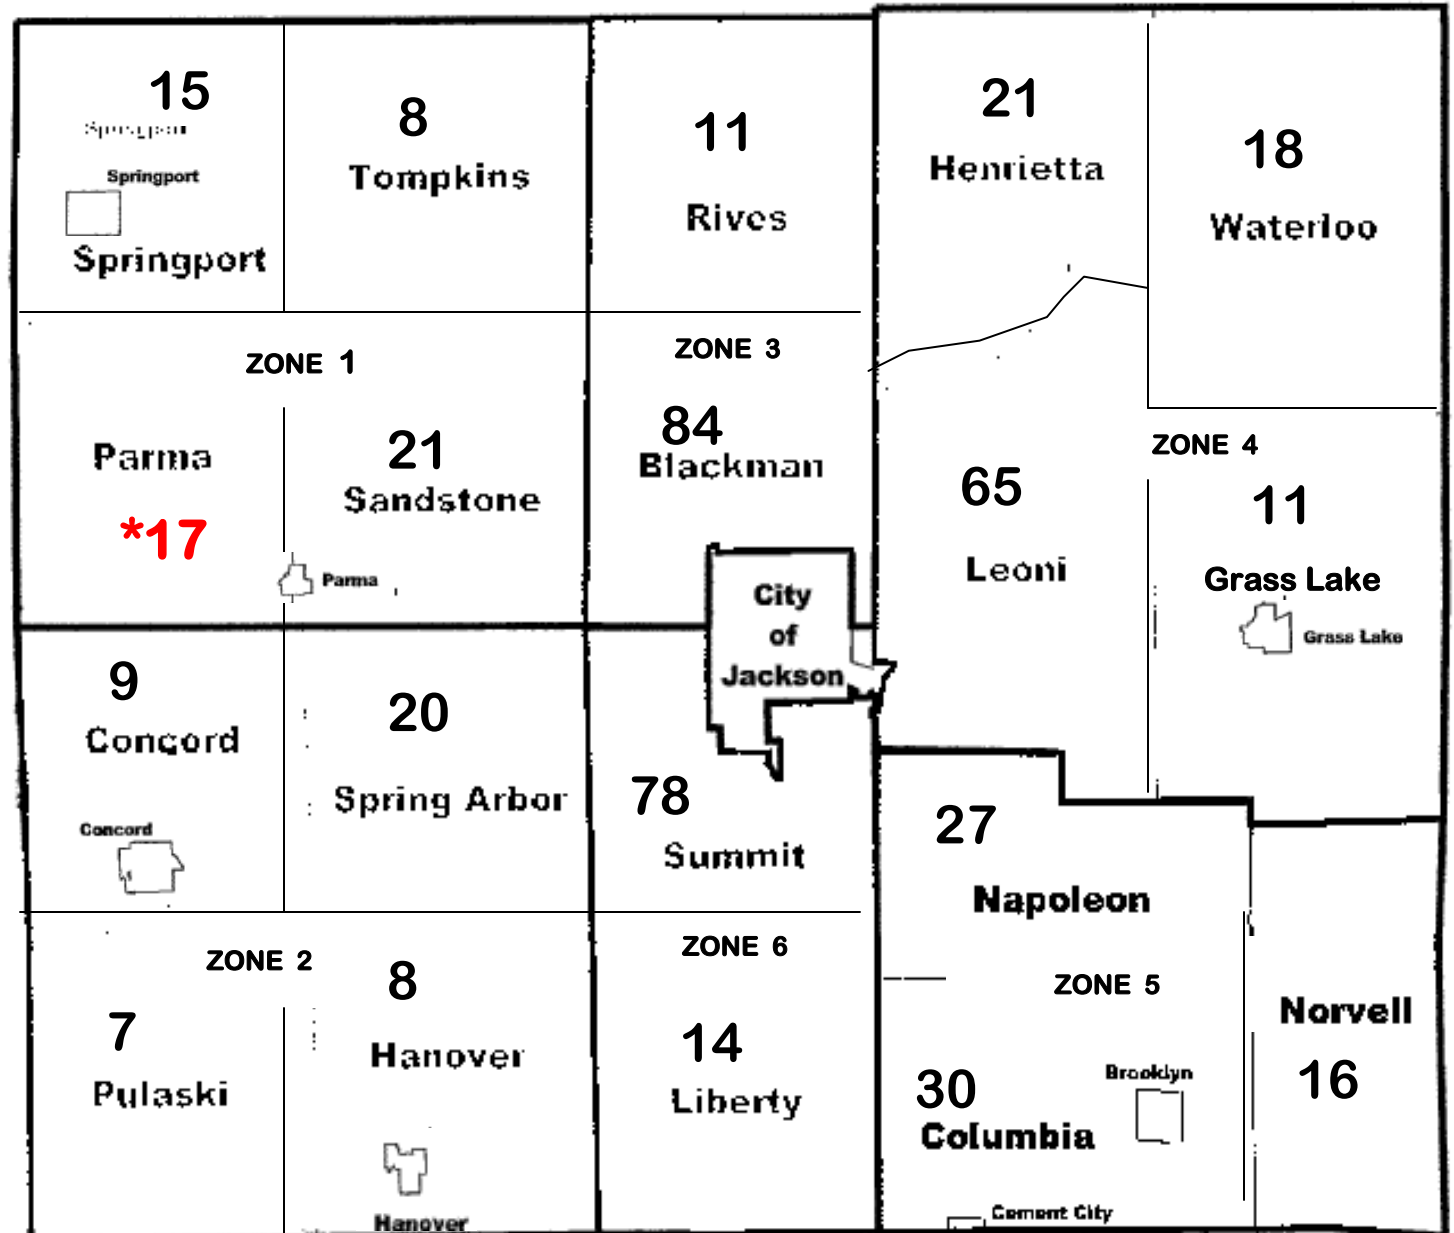 15
Springport
Springport
Springport
8
Tompkins
11
Rives
21
Henrietta
18
Waterloo
ZONE 1
Parma
*17
21
Sandstone
Parma
ZONE 3
84
Blackman
City
of
Jackson
ZONE 4
65
Leoni
11
Grass Lake
Grass Lake
9
Concord
Concord
20
Spring Arbor
ZONE 2
7
Pulaski
8
Hanover
Hanover
78
Summit
ZONE 6
14
Liberty
27
Napoleon
ZONE 5
30
Columbia
Brooklyn
Cement City
Norvell
16